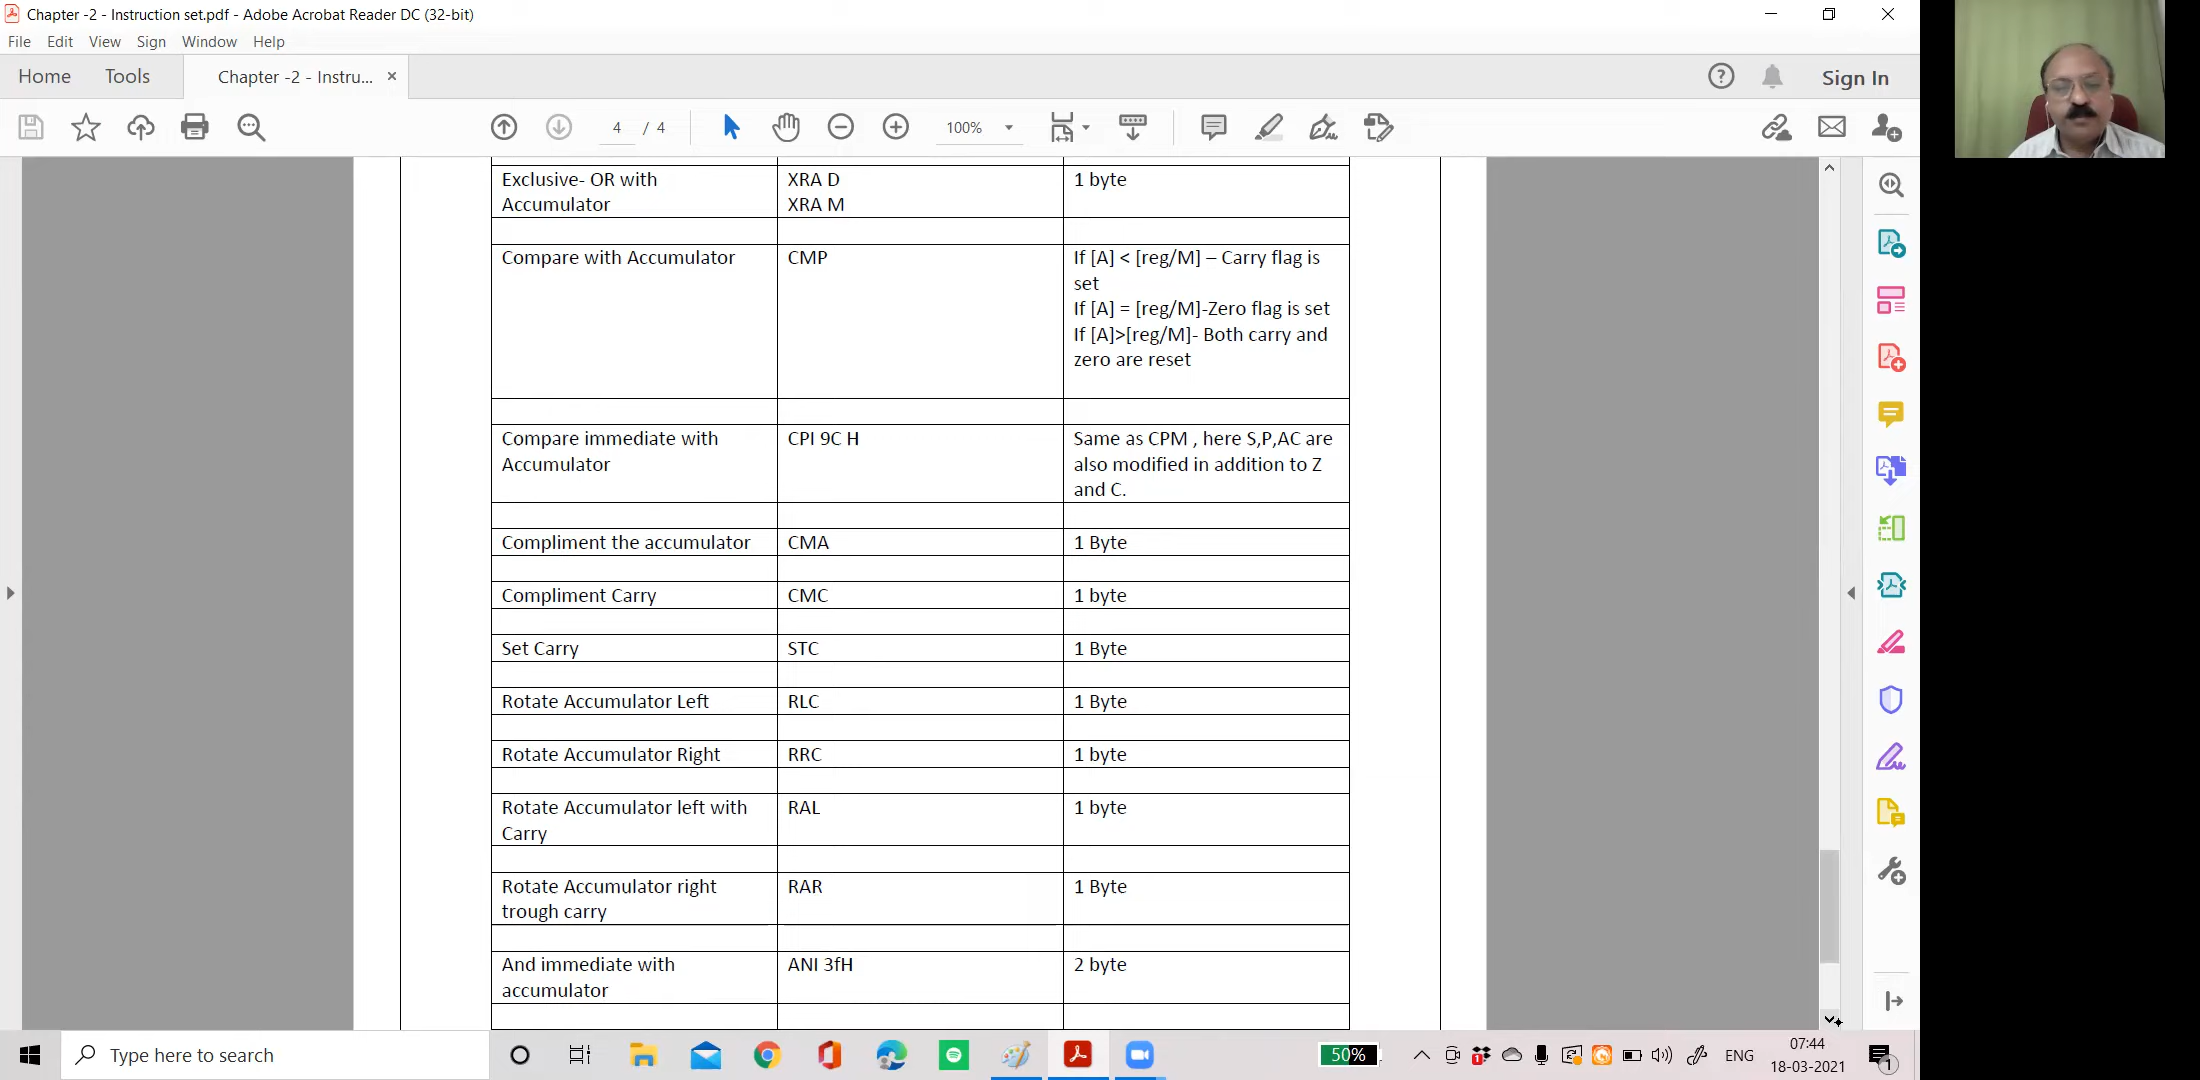 Chapter -2 - Instruction set.pdf - Adobe Acrobat Reader DC (32-bit)
File Edit View Sign Window Help
Home Tools Chapter -2 - Instru... × Sign In
4 / 4 100%
Exclusive- OR with
Accumulator
XRA D
XRA M
1 byte
Compare with Accumulator
CMP
If [A] < [reg/M] – Carry flag is
set
If [A] = [reg/M]-Zero flag is set
If [A]>[reg/M]- Both carry and
zero are reset
Compare immediate with
Accumulator
CPI 9C H
Same as CPM , here S,P,AC are
also modified in addition to Z
and C.
Compliment the accumulator CMA 1 Byte
Compliment Carry CMC 1 byte
Set Carry STC 1 Byte
Rotate Accumulator Left RLC 1 Byte
Rotate Accumulator Right RRC 1 byte
Rotate Accumulator left with
Carry
RAL
1 byte
Rotate Accumulator right
trough carry
RAR
1 Byte
And immediate with
accumulator
ANI 3fH
2 byte
Type here to search
50%
ENG
07:44
18-03-2021
1